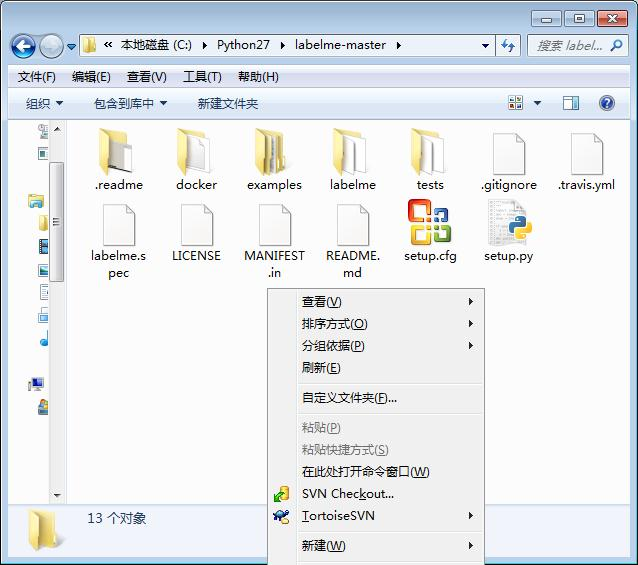 本地磁盘 (C:) Python27 labelme-master
搜索 label...
文件(F) 编辑(E) 查看(V) 工具(T) 帮助(H)
组织 包含到库中 新建文件夹
.readme docker examples labelme tests .gitignore .travis.yml
labelme.s LICENSE MANIFEST README. setup.cfg setup.py
pec .in md
查看(V)
排序方式(O)
分组依据(P)
刷新(E)
自定义文件夹(F)...
粘贴(P)
粘贴快捷方式(S)
在此处打开命令窗口(W)
SVN Checkout...
TortoiseSVN
新建(W)
13 个对象